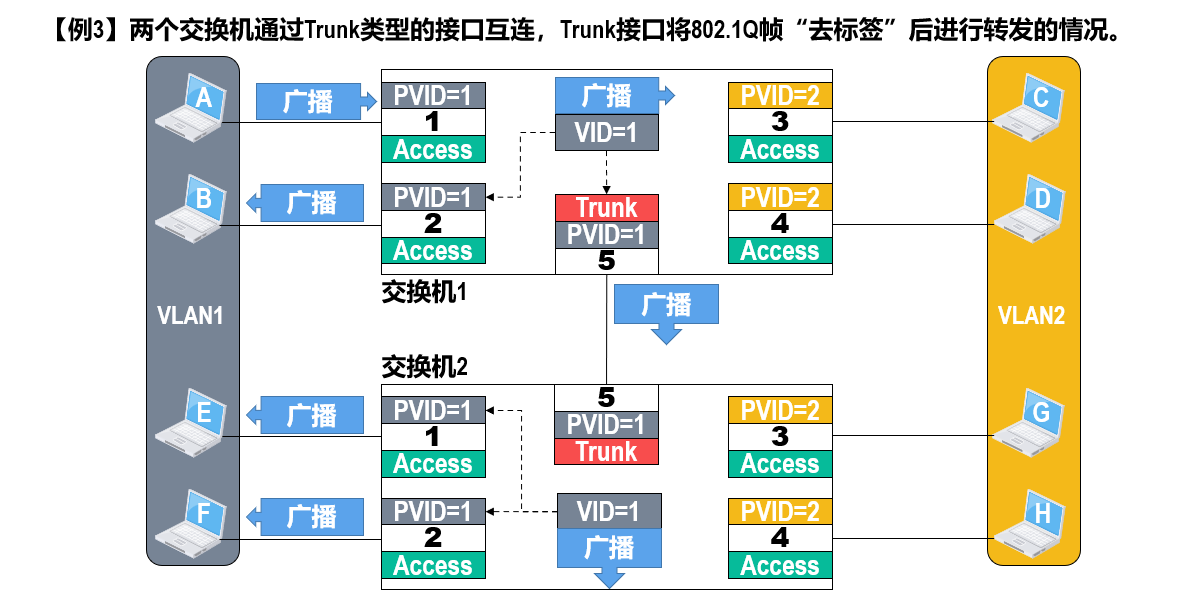 【例3】两个交换机通过Trunk类型的接口互连，Trunk接口将802.1Q帧“去标签”后进行转发的情况。
A
广播
PVID=1
1
Access
广播
VID=1
PVID=2
3
Access
C
B
广播
PVID=1
2
Access
Trunk
PVID=1
5
PVID=2
4
Access
D
交换机1
VLAN1
广播
VLAN2
交换机2
E
广播
PVID=1
1
Access
5
PVID=1
Trunk
PVID=2
3
Access
G
F
广播
PVID=1
2
Access
VID=1
广播
PVID=2
4
Access
H